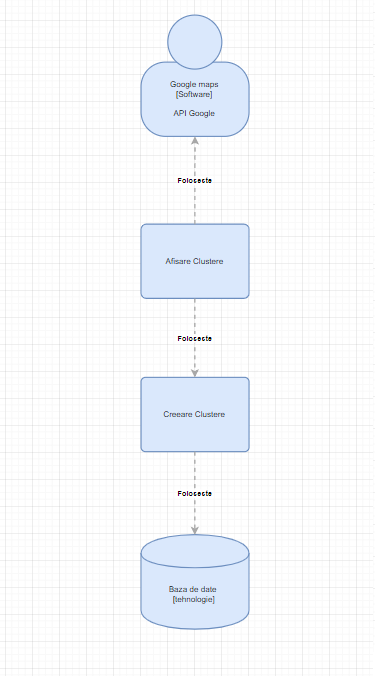 Google maps
[Software]
API Google
Foloseste
Afisare Clustere
Foloseste
Creeare Clustere
Foloseste
Baza de date
[tehnologie]